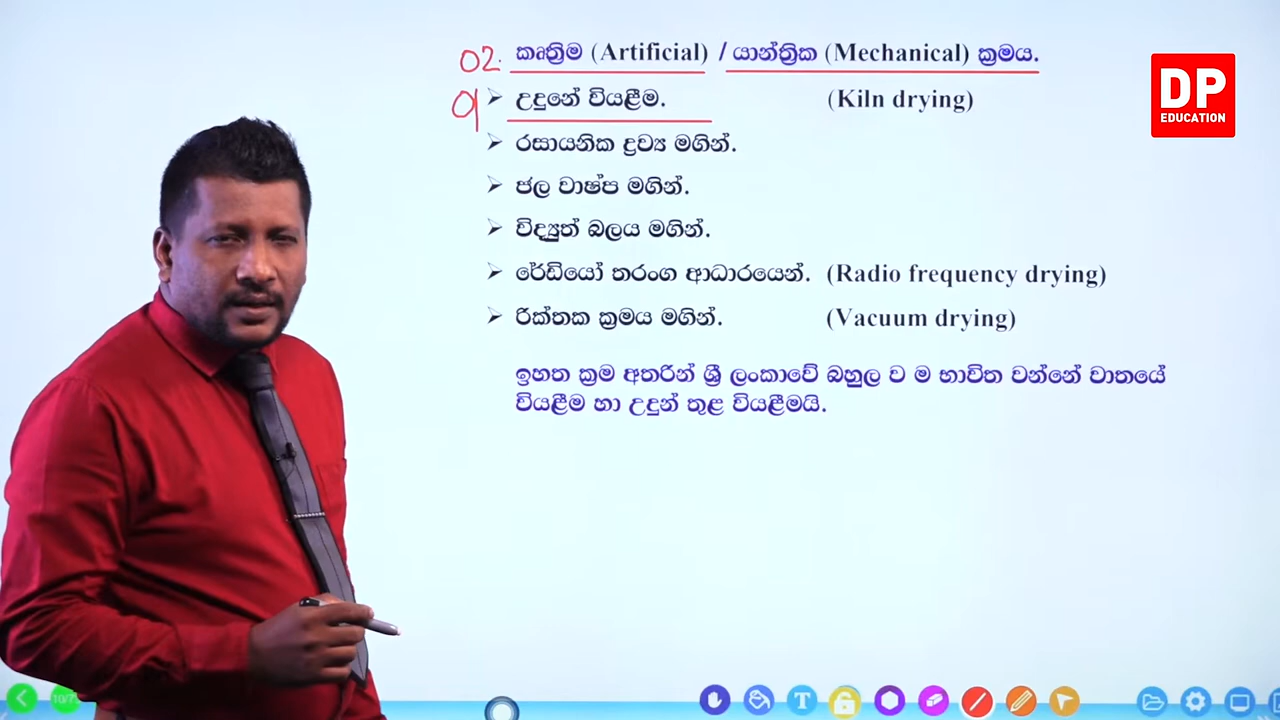 02. කෘත්‍රිම (Artificial) / යාන්ත්‍රික (Mechanical) ක්‍රමය.
01 ➢ උදුනේ වියළීම. (Kiln drying)
➢ රසායනික ද්‍රව්‍ය මගින්.
➢ ජල වාෂ්ප මගින්.
➢ විද්‍යුත් බලය මගින්.
➢ රේඩියෝ තරංග ආධාරයෙන්. (Radio frequency drying)
➢ රික්තක ක්‍රමය මගින්. (Vacuum drying)
ඉහත ක්‍රම අතරින් ශ්‍රී ලංකාවේ බහුල ව ම භාවිත වන්නේ වාතයේ
වියළීම හා උදුන් තුළ වියළීමයි.
DP
EDUCATION
10/73